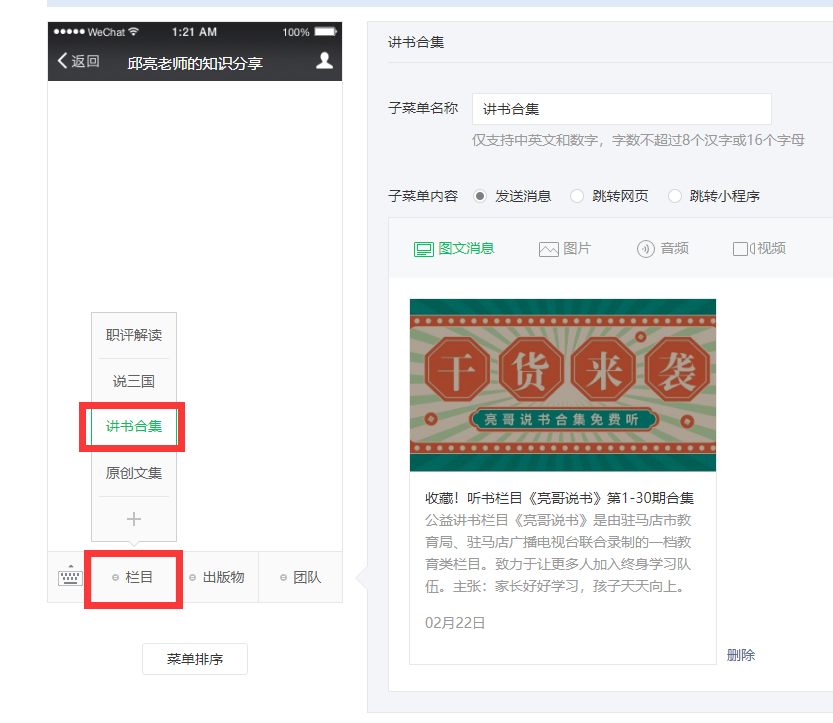 WeChat 1:21 AM 100%
返回 邱亮老师的知识分享
职评解读
说三国
讲书合集
原创文集
栏目 出版物 团队
菜单排序
讲书合集
子菜单名称 讲书合集
仅支持中英文和数字，字数不超过8个汉字或16个字母
子菜单内容 发送消息 跳转网页 跳转小程序
图文消息 图片 音频 视频
干货来袭
亮哥说书合集免费听
收藏！听书栏目《亮哥说书》第1-30期合集
公益讲书栏目《亮哥说书》是由驻马店市教
育局、驻马店广播电视台联合录制的一档教
育类栏目。致力于让更多人加入终身学习队
伍。主张：家长好好学习，孩子天天向上。
02月22日
删除